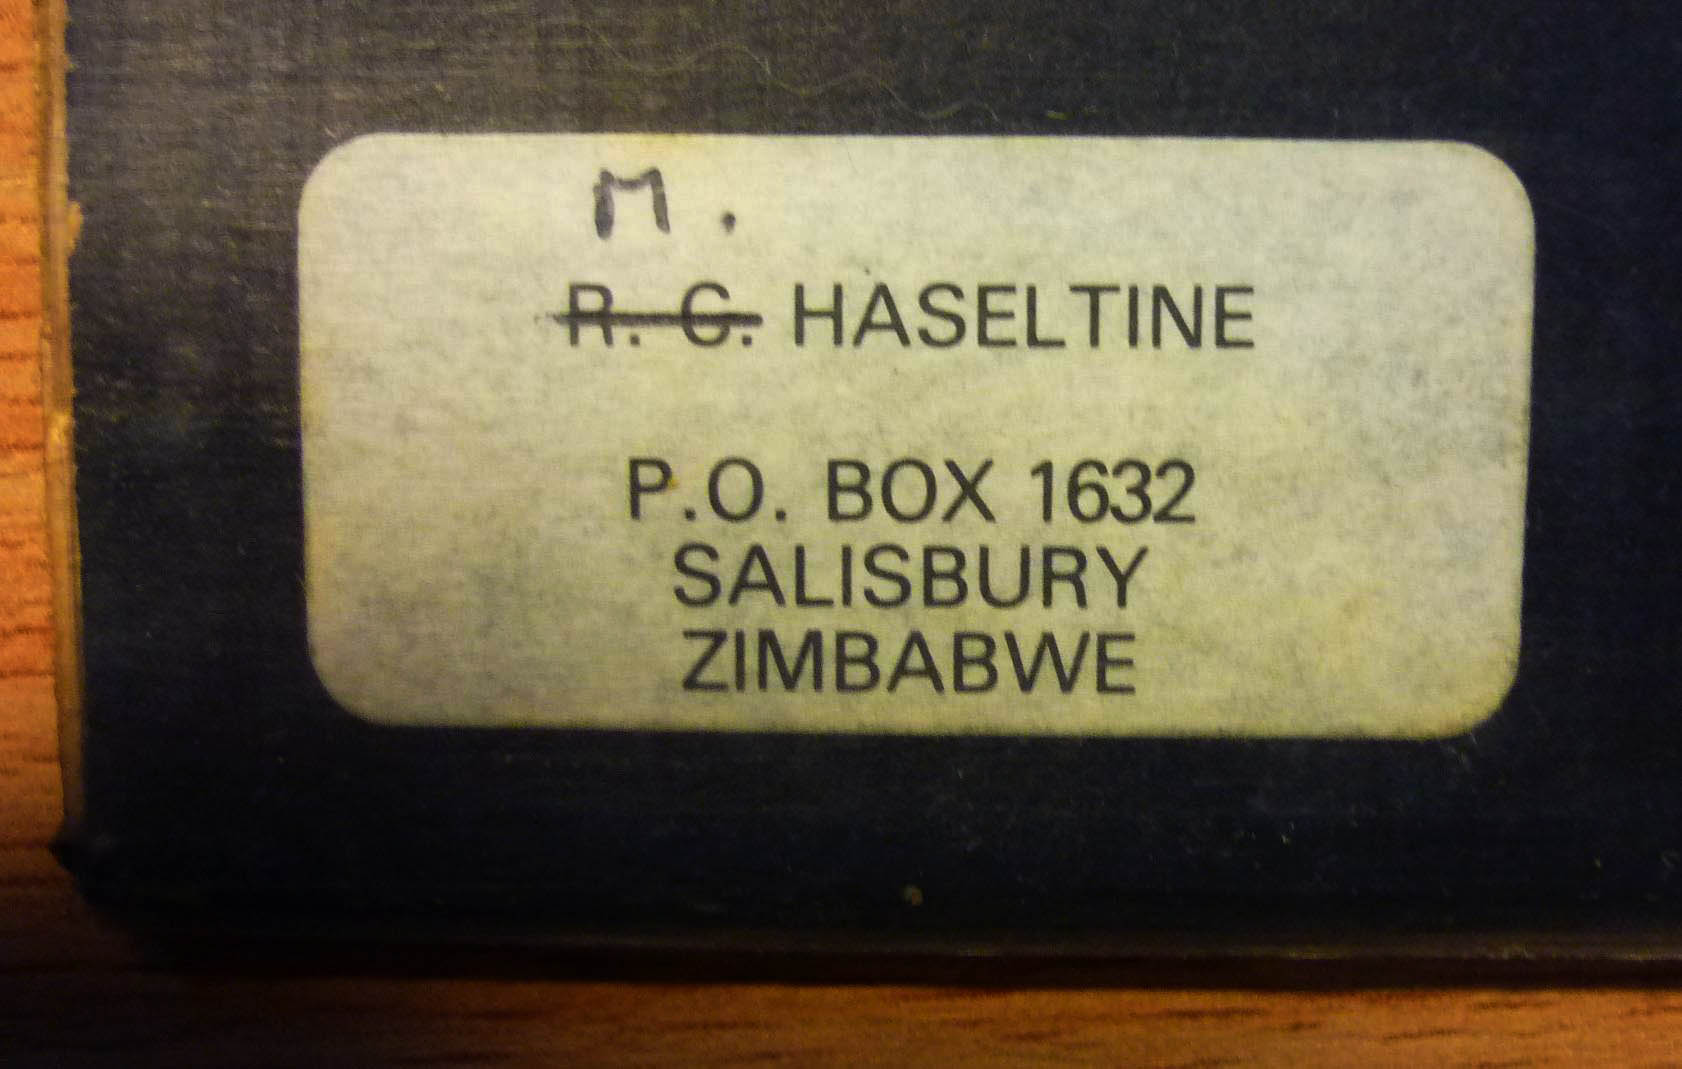 M.
R. G. HASELTINE
P.O. BOX 1632
SALISBURY
ZIMBABWE